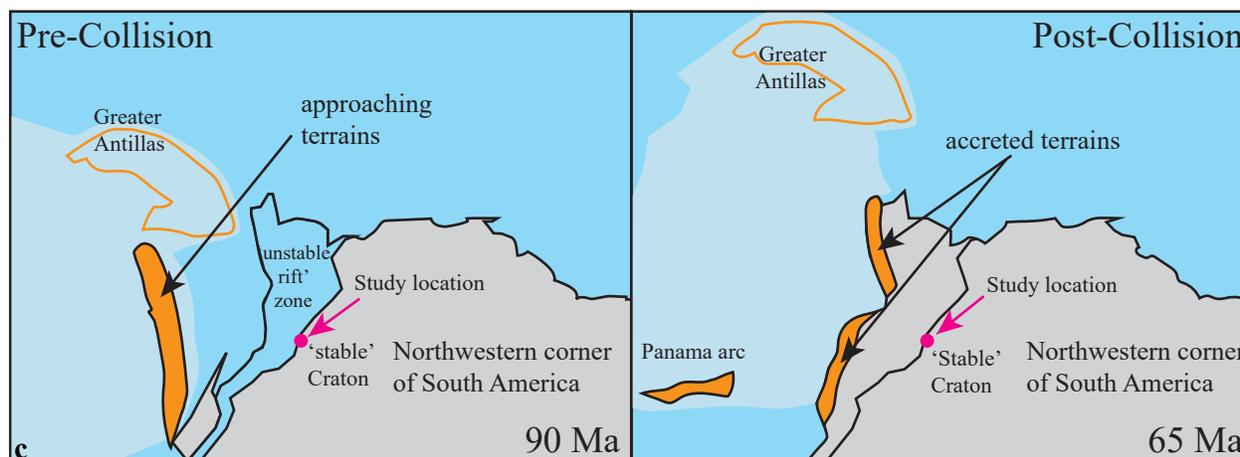 Pre-Collision
Greater
Antillas
approaching
terrains
'unstable
rift'
zone
Study location
'stable'
Craton
Northwestern corner
of South America
90 Ma
c
Post-Collision
Greater
Antillas
accreted terrains
Study location
Panama arc
'Stable'
Craton
Northwestern corner
of South America
65 Ma